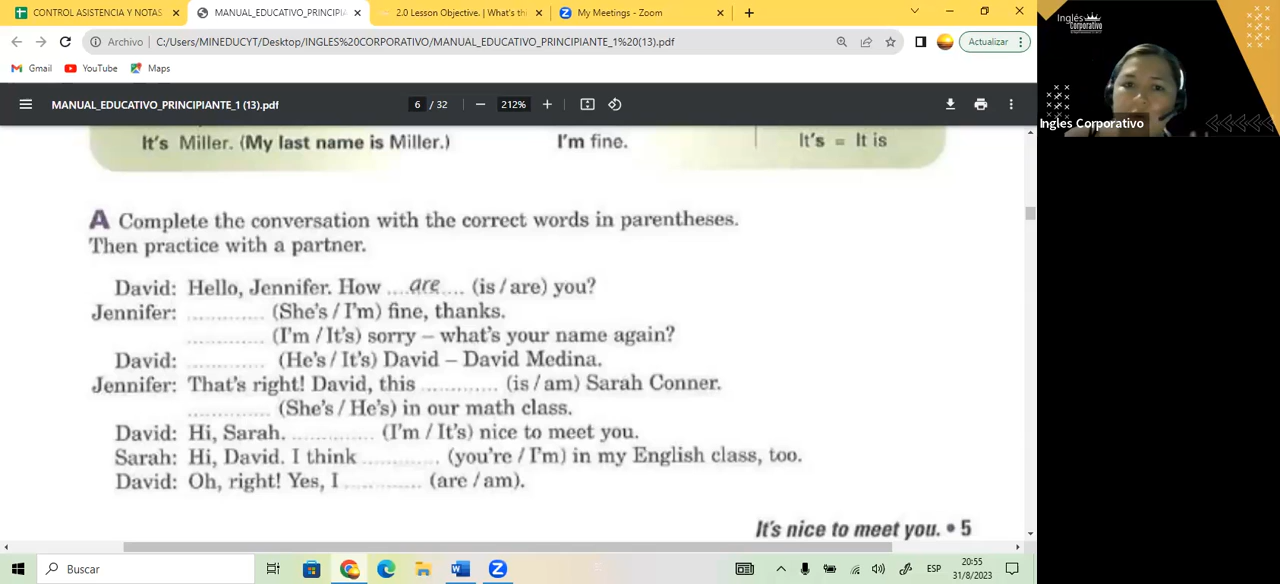 CONTROL ASISTENCIA Y NOTAS
MANUAL_EDUCATIVO_PRINCIPIA
2.0 Lesson Objective. | What's th
My Meetings - Zoom
Archivo
C:/Users/MINEDUCYT/Desktop/INGLES%20CORPORATIVO/MANUAL_EDUCATIVO_PRINCIPIANTE_1%20(13).pdf
Actualizar
Gmail
YouTube
Maps
MANUAL_EDUCATIVO_PRINCIPIANTE_1 (13).pdf
6 / 32
212%
It's Miller. (My last name is Miller.)
I'm fine.
It's = It is
A Complete the conversation with the correct words in parentheses.
Then practice with a partner.
David: Hello, Jennifer. How ....are.... (is / are) you?
Jennifer: ............ (She's / I'm) fine, thanks.
............ (I'm / It's) sorry – what's your name again?
David: ............ (He's / It's) David – David Medina.
Jennifer: That's right! David, this ............ (is / am) Sarah Conner.
............ (She's / He's) in our math class.
David: Hi, Sarah. ............ (I'm / It's) nice to meet you.
Sarah: Hi, David. I think ............ (you're / I'm) in my English class, too.
David: Oh, right! Yes, I ............ (are / am).
It's nice to meet you. • 5
Inglés
Corporativo
Ingles Corporativo
Buscar
ESP
20:55
31/8/2023